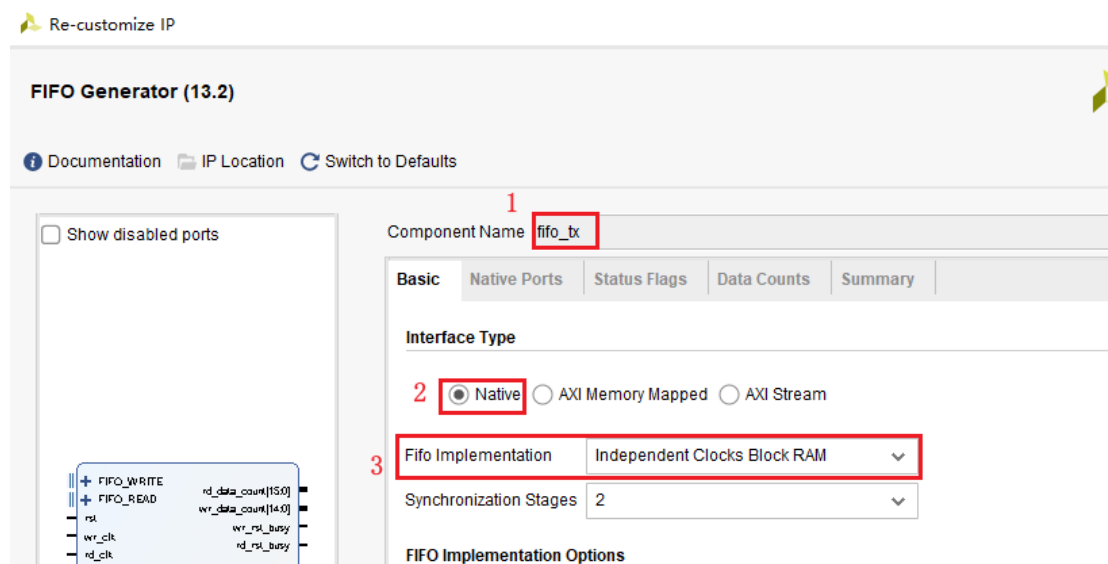 Re-customize IP
FIFO Generator (13.2)
Documentation IP Location Switch to Defaults
1
Show disabled ports
Component Name fifo_tx
Basic Native Ports Status Flags Data Counts Summary
Interface Type
2 Native AXI Memory Mapped AXI Stream
3 Fifo Implementation Independent Clocks Block RAM
Synchronization Stages 2
FIFO Implementation Options
FIFO_WRITE
FIFO_READ
rst
wr_clk
rd_clk
rd_data_count[15:0]
wr_data_count[14:0]
wr_rst_busy
rd_rst_busy